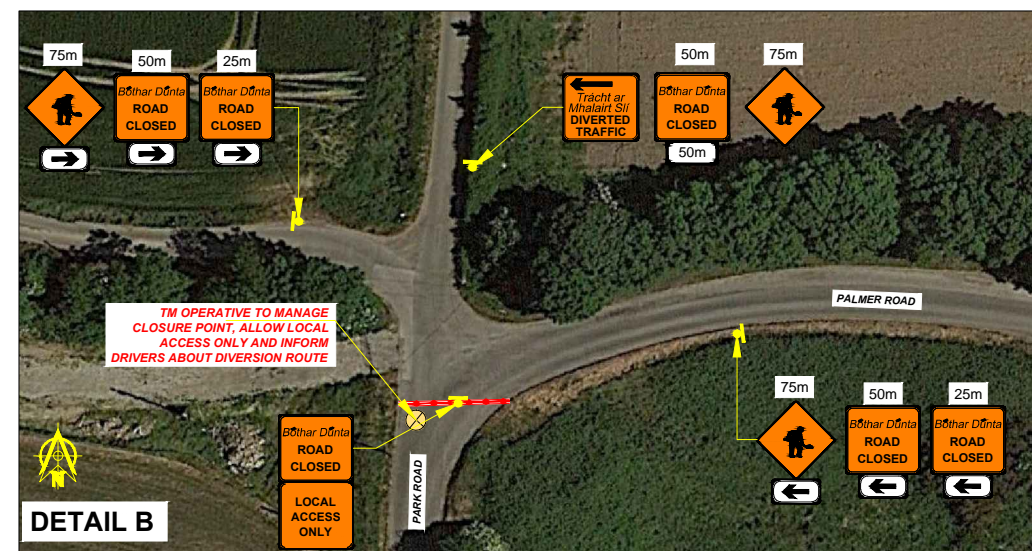 75m
50m
25m
Bóthar Dúnta
ROAD
CLOSED
Bóthar Dúnta
ROAD
CLOSED
Trácht ar
Mhalairt Slí
DIVERTED
TRAFFIC
50m
Bóthar Dúnta
ROAD
CLOSED
50m
75m
PALMER ROAD
TM OPERATIVE TO MANAGE
CLOSURE POINT, ALLOW LOCAL
ACCESS ONLY AND INFORM
DRIVERS ABOUT DIVERSION ROUTE
Bóthar Dúnta
ROAD
CLOSED
LOCAL
ACCESS
ONLY
PARK ROAD
75m
50m
25m
Bóthar Dúnta
ROAD
CLOSED
Bóthar Dúnta
ROAD
CLOSED
N
DETAIL B